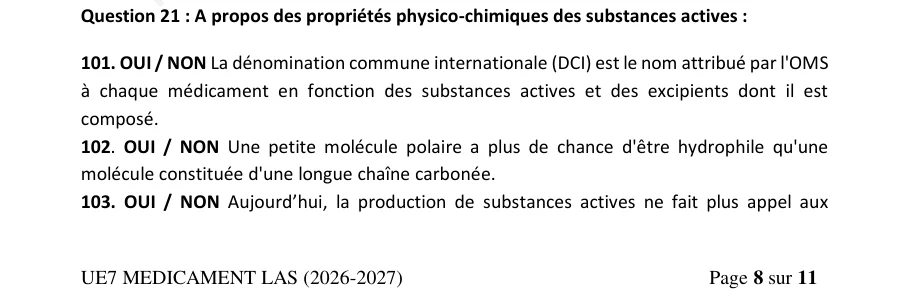 Question 21 : A propos des propriétés physico-chimiques des substances actives :
101. OUI / NON La dénomination commune internationale (DCI) est le nom attribué par l'OMS
à chaque médicament en fonction des substances actives et des excipients dont il est
composé.
102. OUI / NON Une petite molécule polaire a plus de chance d'être hydrophile qu'une
molécule constituée d'une longue chaîne carbonée.
103. OUI / NON Aujourd’hui, la production de substances actives ne fait plus appel aux
UE7 MEDICAMENT LAS (2026-2027)
Page 8 sur 11